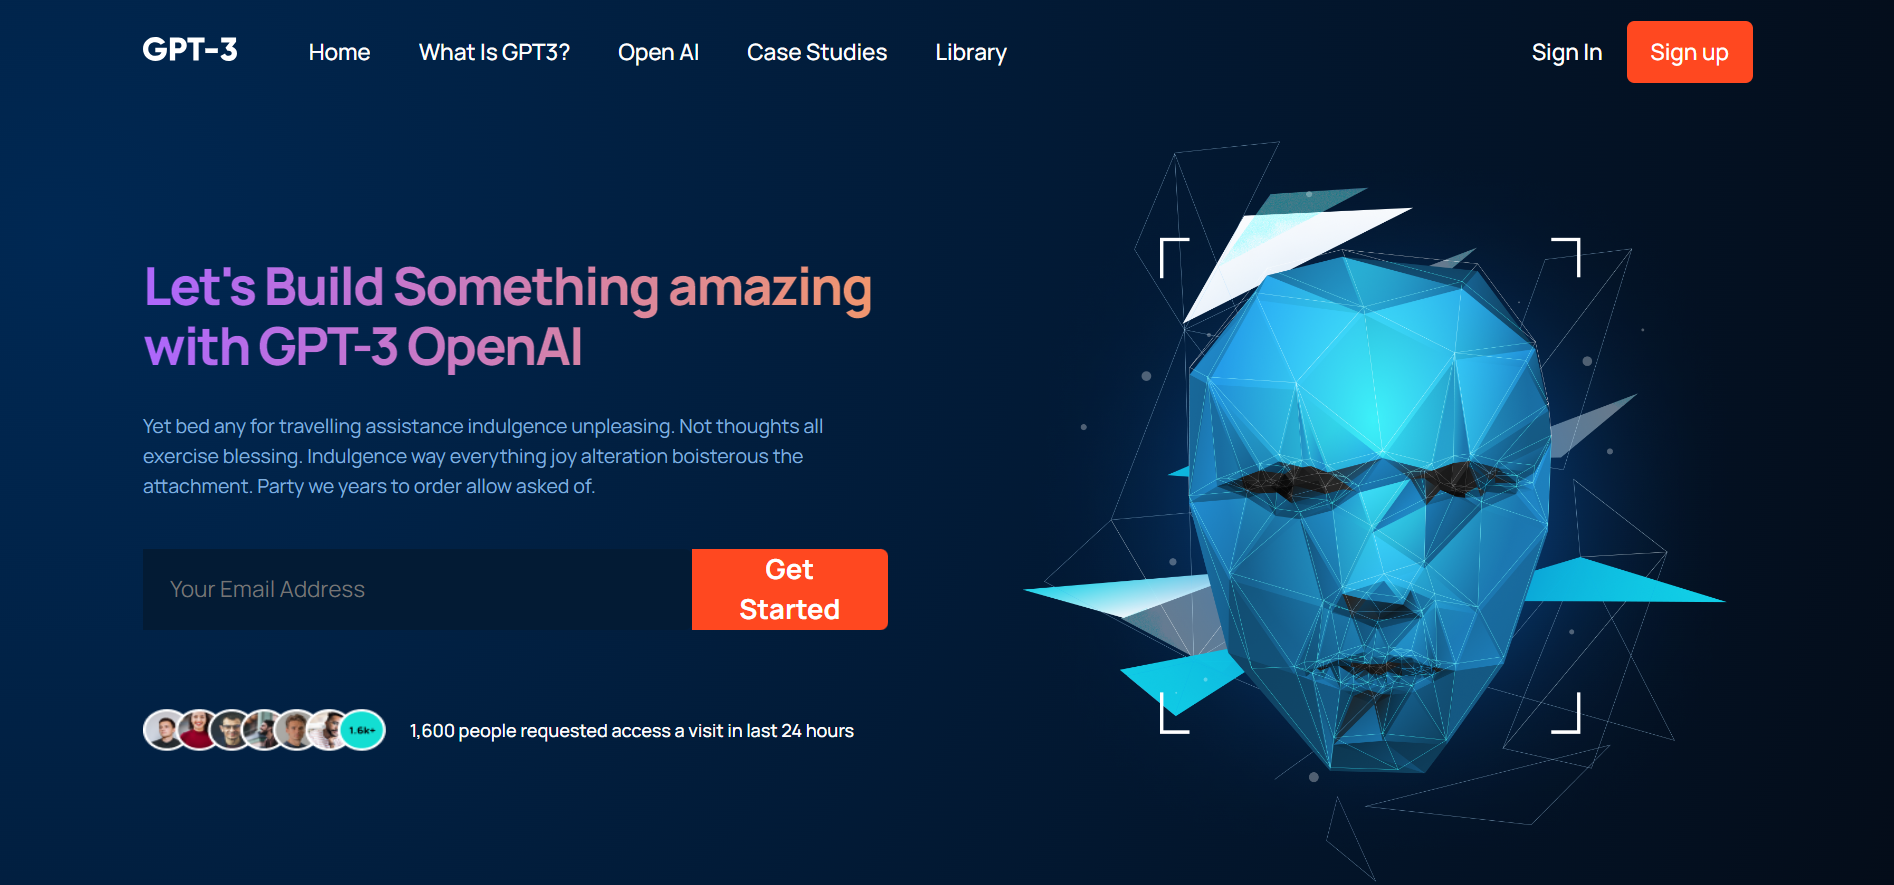 GPT-3
Home
What Is GPT3?
Open AI
Case Studies
Library
Sign In
Sign up
Let's Build Something amazing
with GPT-3 OpenAI
Yet bed any for travelling assistance indulgence unpleasing. Not thoughts all
exercise blessing. Indulgence way everything joy alteration boisterous the
attachment. Party we years to order allow asked of.
Your Email Address
Get
Started
1.6k+
1,600 people requested access a visit in last 24 hours